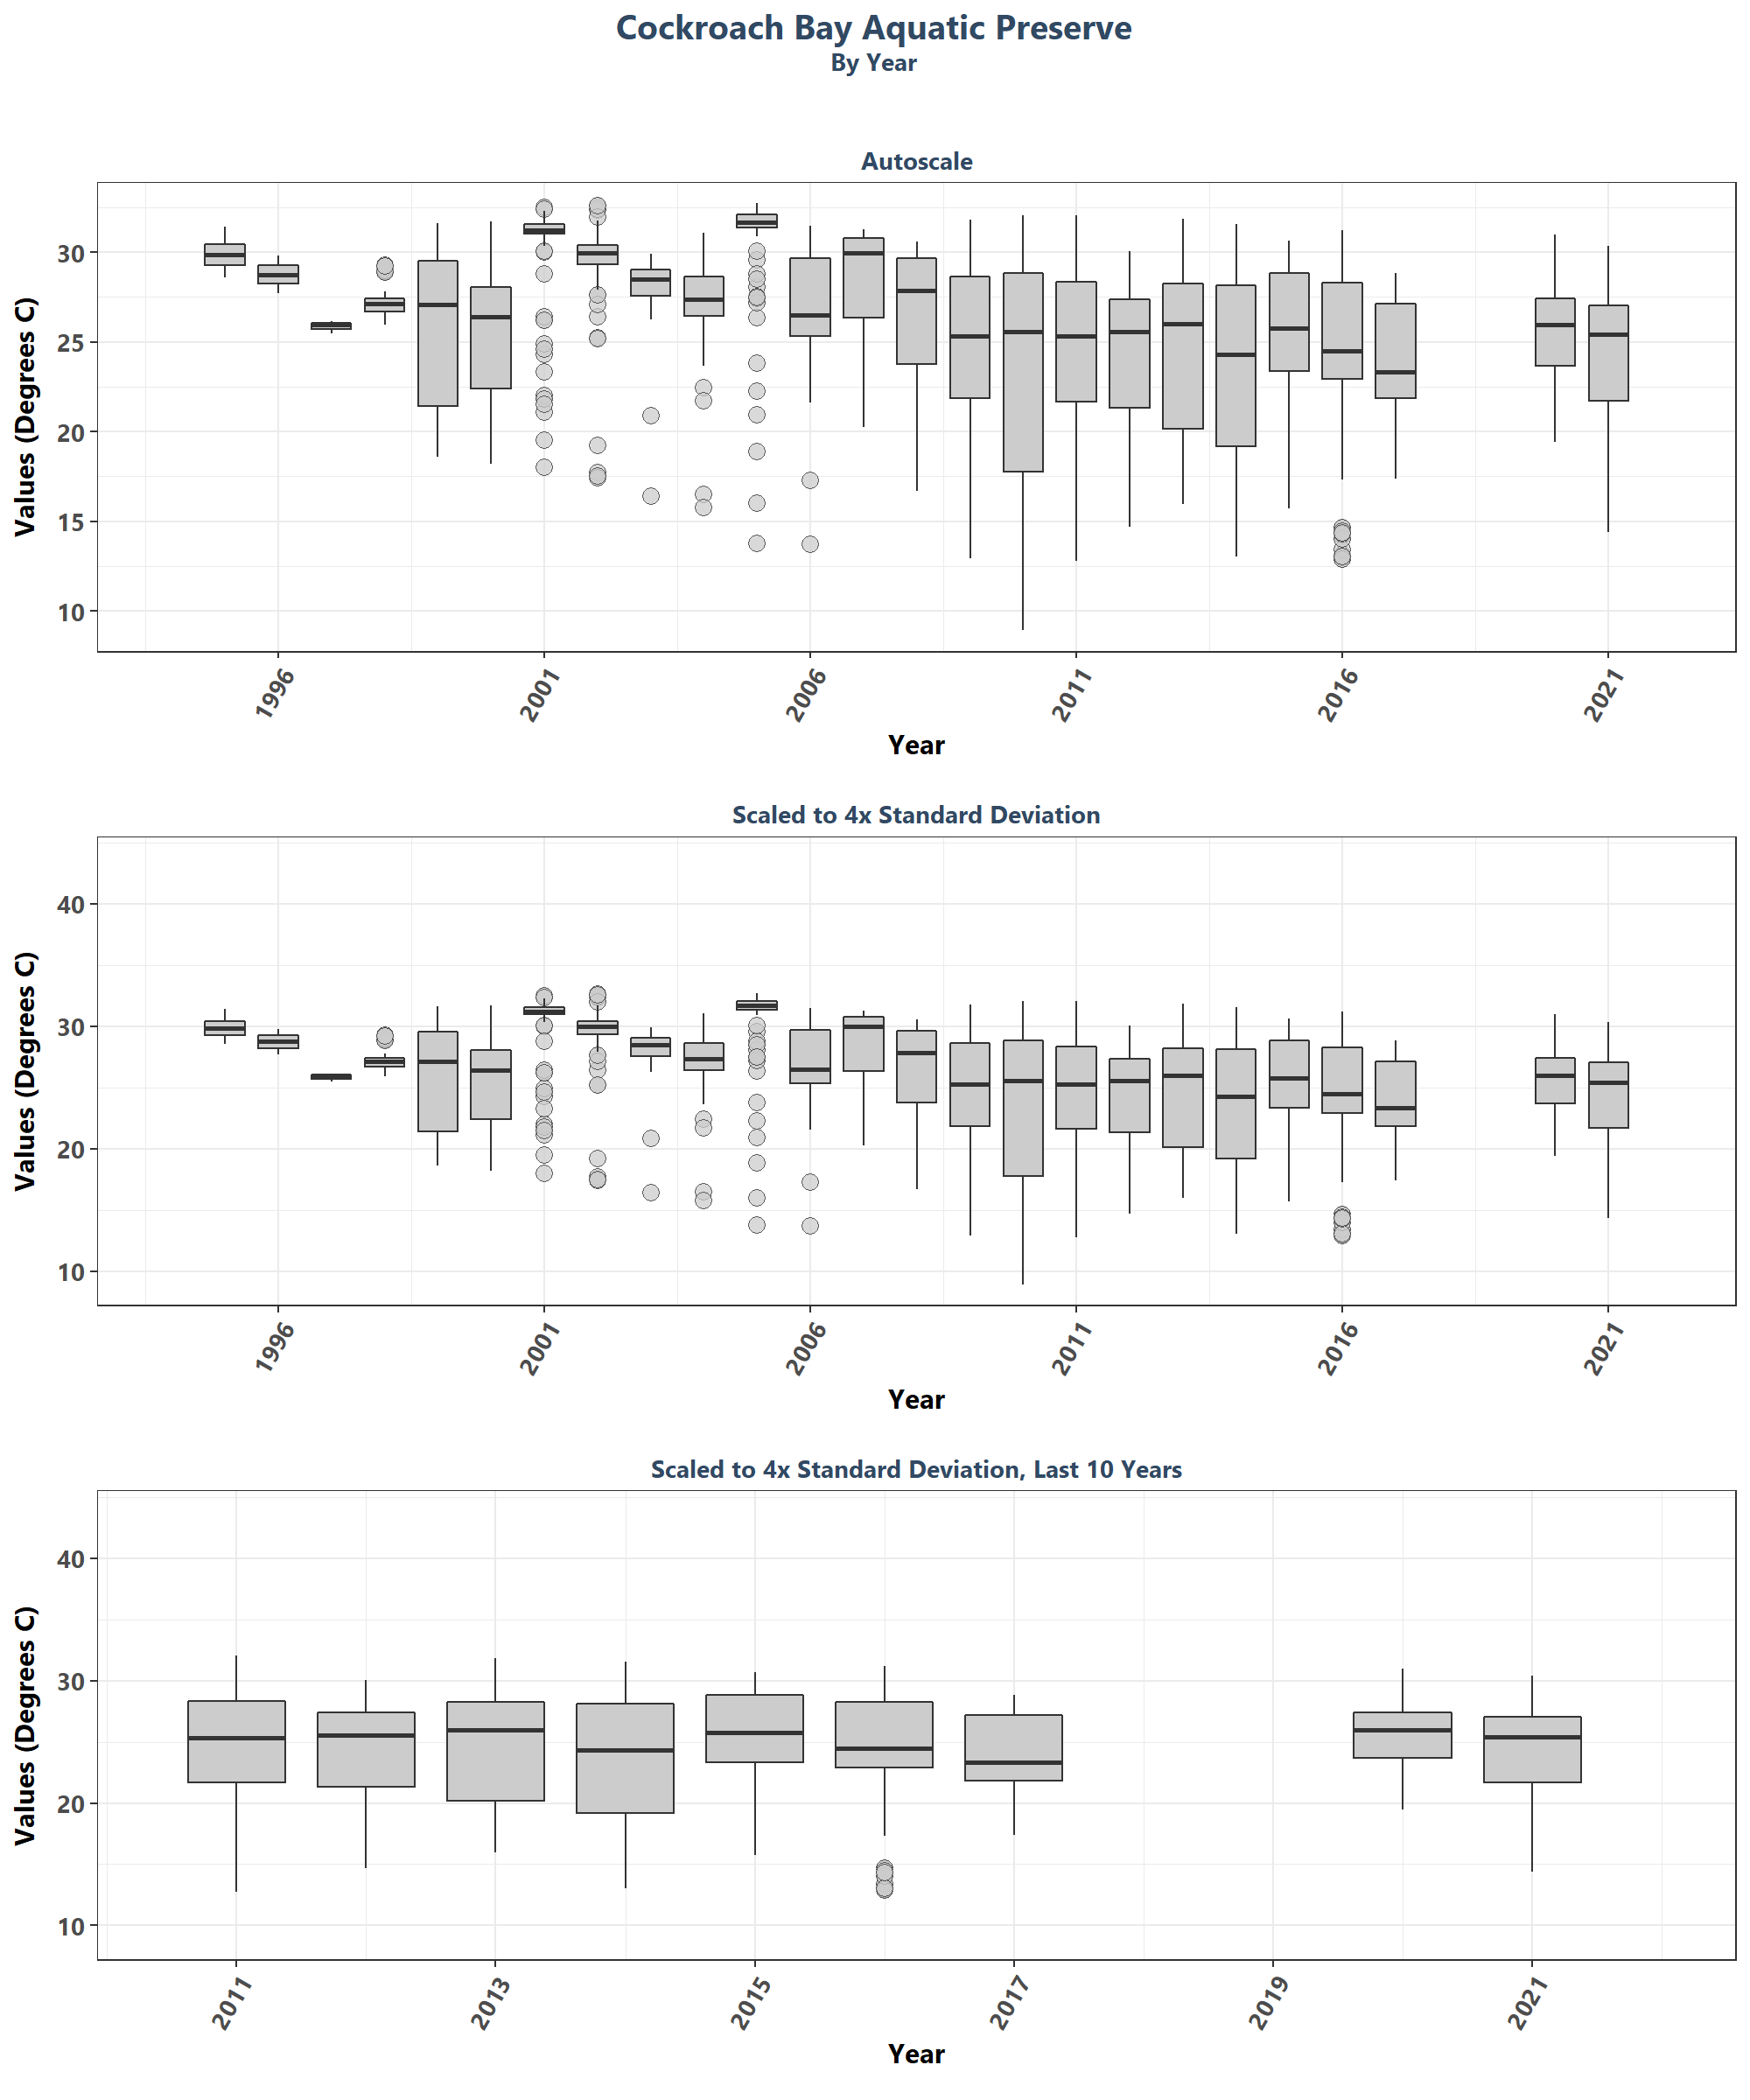 Cockroach Bay Aquatic Preserve
By Year
Autoscale
Values (Degrees C)
30
25
20
15
10
1996
2001
2006
2011
2016
2021
Year
Scaled to 4x Standard Deviation
Values (Degrees C)
40
30
20
10
1996
2001
2006
2011
2016
2021
Year
Scaled to 4x Standard Deviation, Last 10 Years
Values (Degrees C)
40
30
20
10
2011
2013
2015
2017
2019
2021
Year